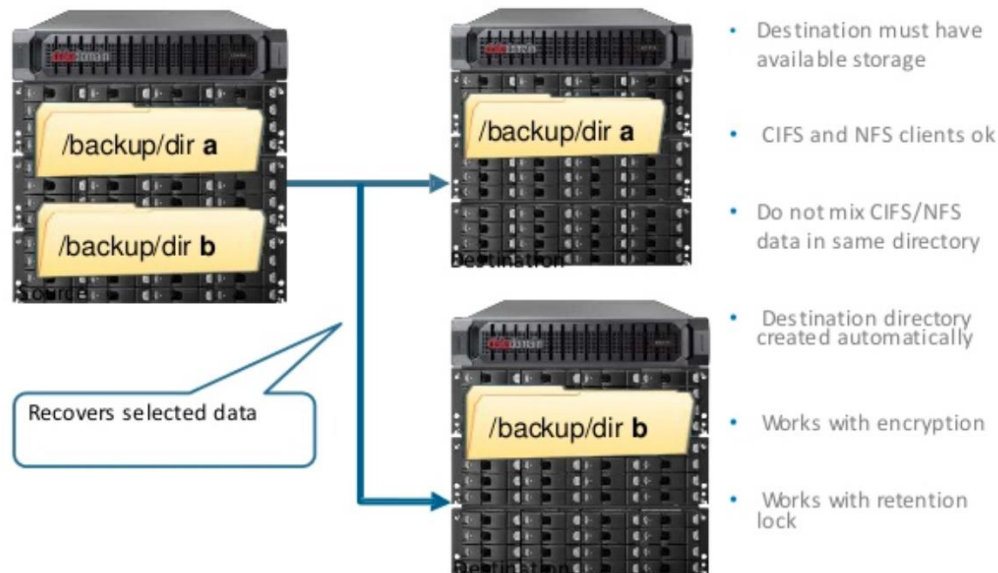 /backup/dir a
/backup/dir b
Source
Recovers selected data
/backup/dir a
Destination
/backup/dir b
Destination
• Destination must have
available storage
• CIFS and NFS clients ok
• Do not mix CIFS/NFS
data in same directory
• Destination directory
created automatically
• Works with encryption
• Works with retention
lock